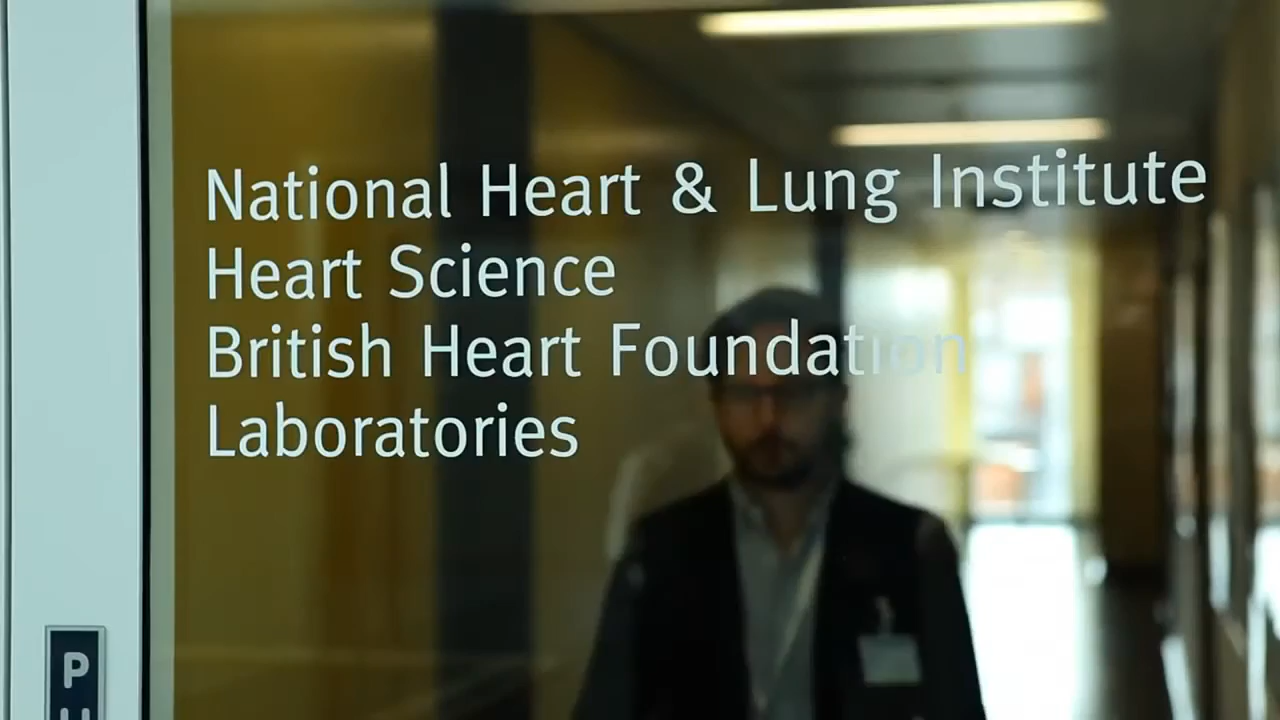 National Heart & Lung Institute
Heart Science
British Heart Foundation
Laboratories
P